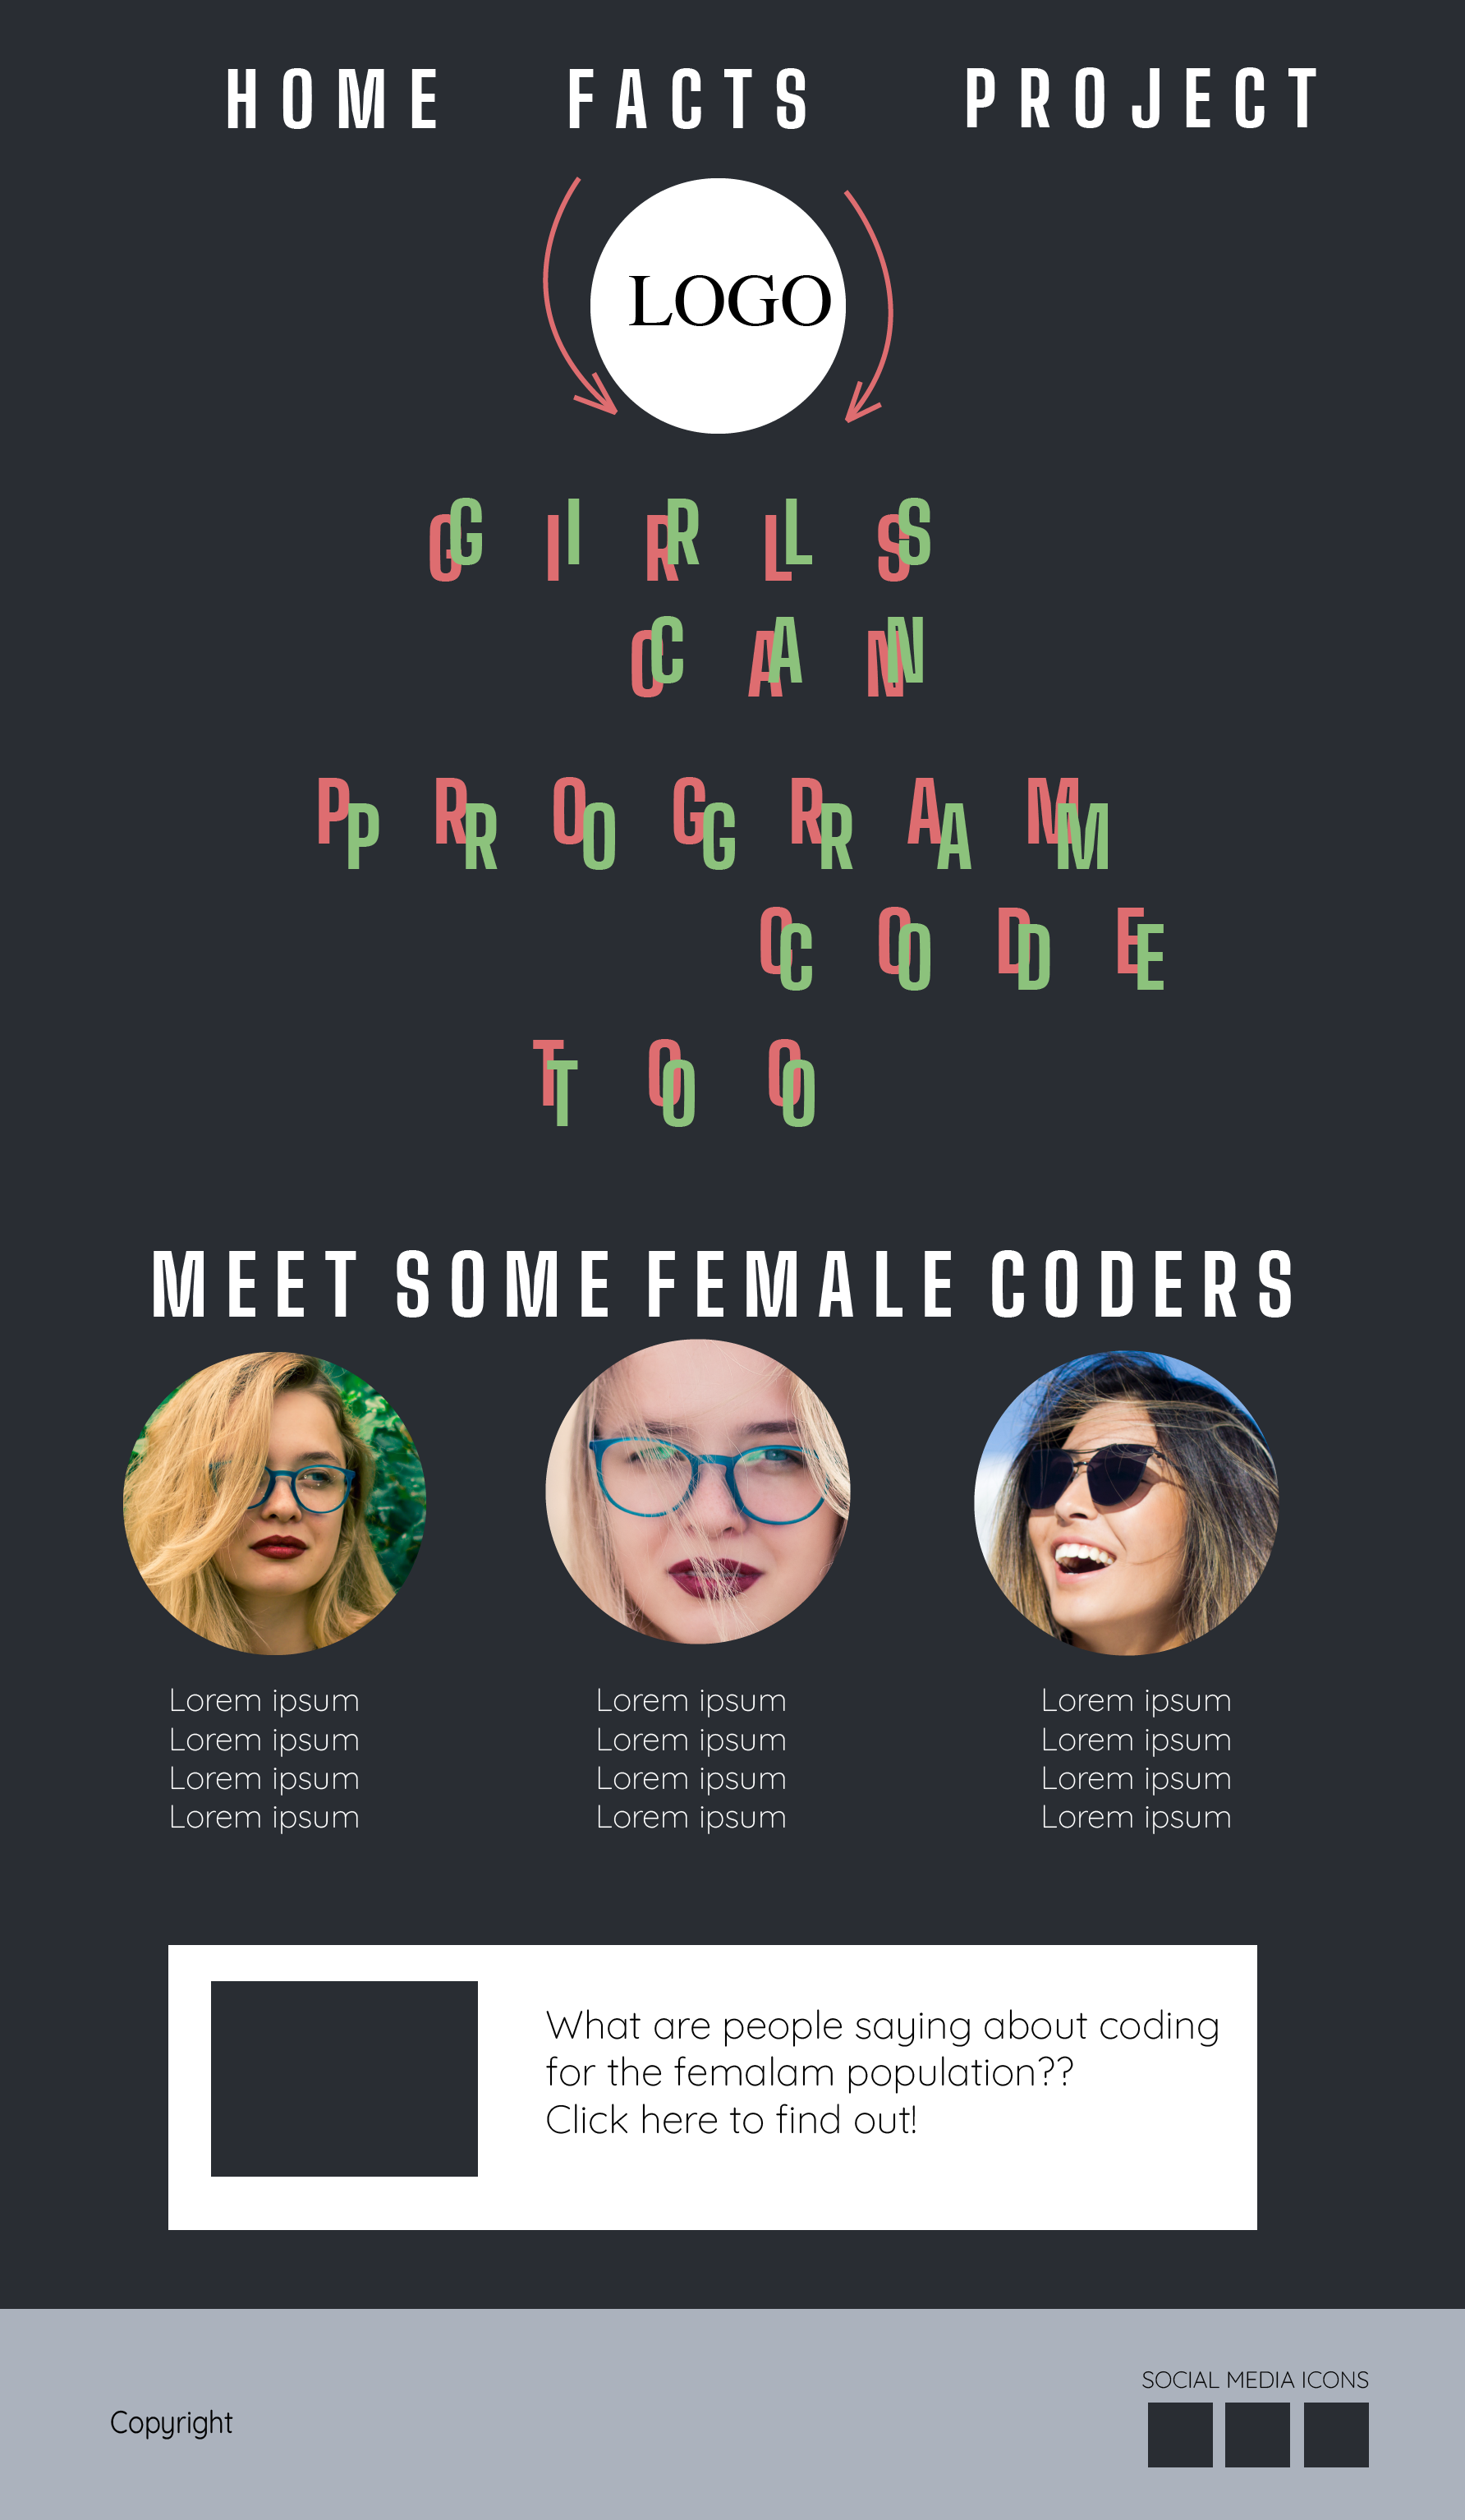 HOME FACTS PROJECT
LOGO
GIRLS
CAN
PROGRAM
CODE
TOO
MEET SOME FEMALE CODERS
Lorem ipsum Lorem ipsum Lorem ipsum
Lorem ipsum Lorem ipsum Lorem ipsum
Lorem ipsum Lorem ipsum Lorem ipsum
Lorem ipsum Lorem ipsum Lorem ipsum
What are people saying about coding
for the femalam population??
Click here to find out!
SOCIAL MEDIA ICONS
Copyright